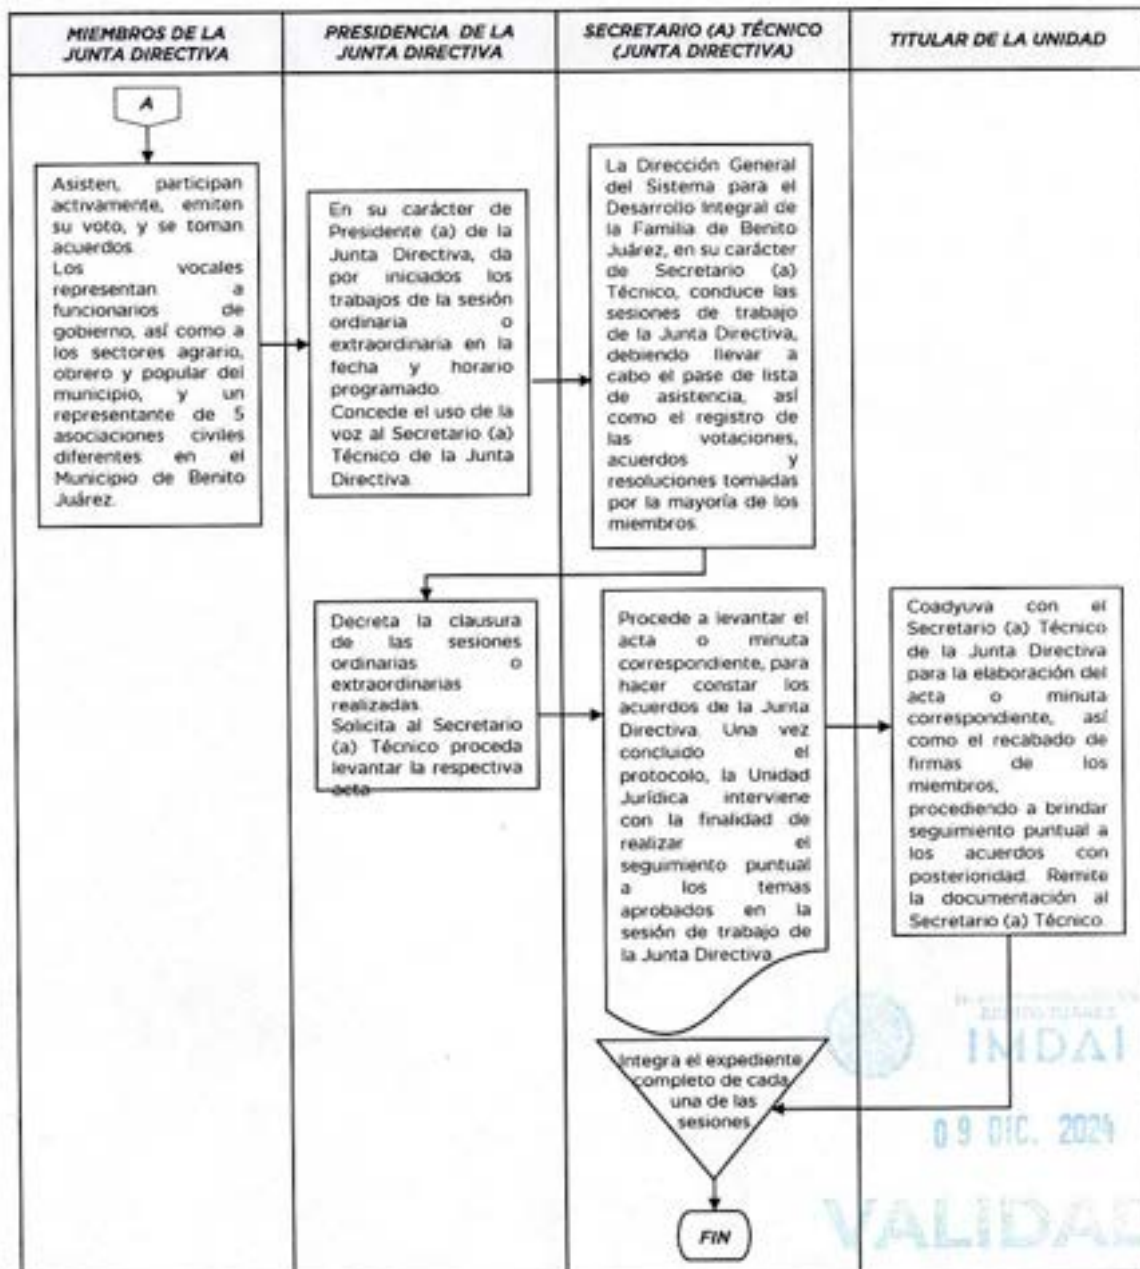 MIEMBROS DE LA
JUNTA DIRECTIVA
PRESIDENCIA DE LA
JUNTA DIRECTIVA
SECRETARIO (A) TÉCNICO
(JUNTA DIRECTIVA)
TITULAR DE LA UNIDAD
A
Asisten, participan
activamente, emiten
su voto, y se toman
acuerdos.
Los vocales
representan a
funcionarios de
gobierno, así como a
los sectores agrario,
obrero y popular del
municipio, y un
representante de 5
asociaciones civiles
diferentes en el
Municipio de Benito
Juárez.
En su carácter de
Presidente (a) de la
Junta Directiva, da
por iniciados los
trabajos de la sesión
ordinaria o
extraordinaria en la
fecha y horario
programado.
Concede el uso de la
voz al Secretario (a)
Técnico de la Junta
Directiva.
La Dirección General
del Sistema para el
Desarrollo Integral de
la Familia de Benito
Juárez, en su carácter
de Secretario (a)
Técnico, conduce las
sesiones de trabajo
de la Junta Directiva,
debiendo llevar a
cabo el pase de lista
de asistencia, así
como el registro de
las votaciones,
acuerdos y
resoluciones tomadas
por la mayoría de los
miembros.
Decreta la clausura
de las sesiones
ordinarias o
extraordinarias
realizadas.
Solicita al Secretario
(a) Técnico proceda
levantar la respectiva
acta
Procede a levantar el
acta o minuta
correspondiente, para
hacer constar los
acuerdos de la Junta
Directiva. Una vez
concluido el
protocolo, la Unidad
Jurídica interviene
con la finalidad de
realizar el
seguimiento puntual
a los temas
aprobados en la
sesión de trabajo de
la Junta Directiva
Coadyuva con el
Secretario (a) Técnico
de la Junta Directiva
para la elaboración del
acta o minuta
correspondiente, así
como el recabado de
firmas de los
miembros,
procediendo a brindar
seguimiento puntual a
los acuerdos con
posterioridad. Remite
la documentación al
Secretario (a) Técnico.
Integra el expediente
completo de cada
una de las
sesiones
FIN
BENITO JUÁREZ
IMDAI
09 DIC. 2024
VALIDAD